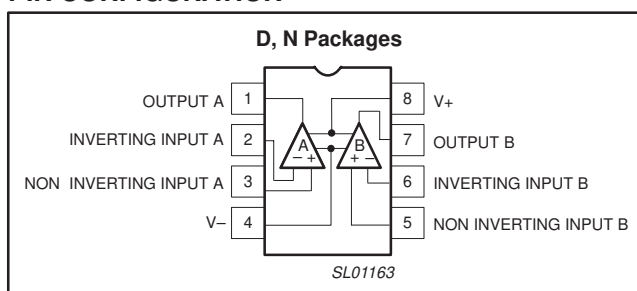 PIN CONFIGURATION
D, N Packages
OUTPUT A 1
8 V+
INVERTING INPUT A 2
7 OUTPUT B
NON INVERTING INPUT A 3
6 INVERTING INPUT B
V– 4
5 NON INVERTING INPUT B
A
B
– +
+ –
SL01163